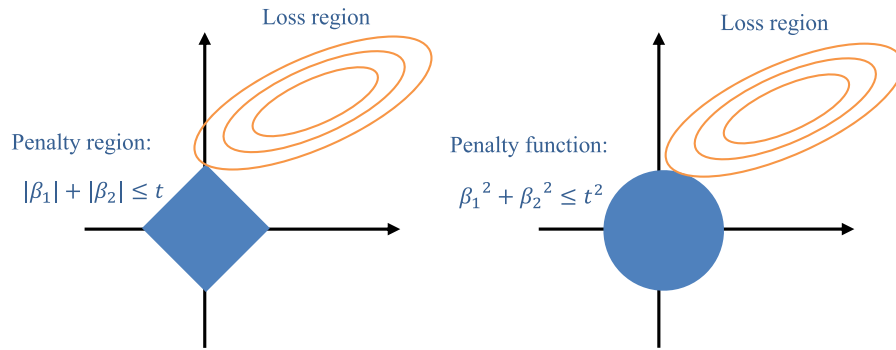 Loss region
Penalty region:
|β₁| + |β₂| ≤ t
Loss region
Penalty function:
β₁² + β₂² ≤ t²